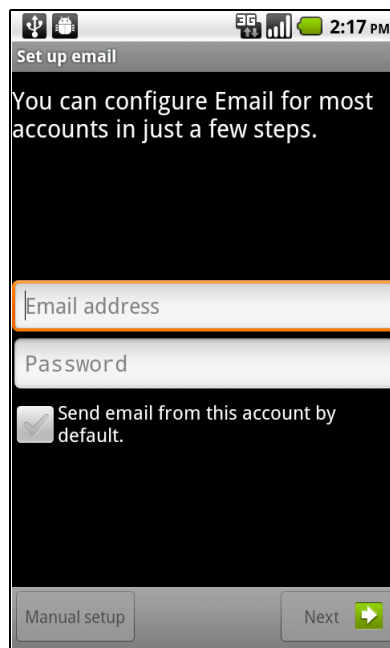 3G 2:17 PM
Set up email
You can configure Email for most
accounts in just a few steps.
Email address
Password
Send email from this account by
default.
Manual setup Next